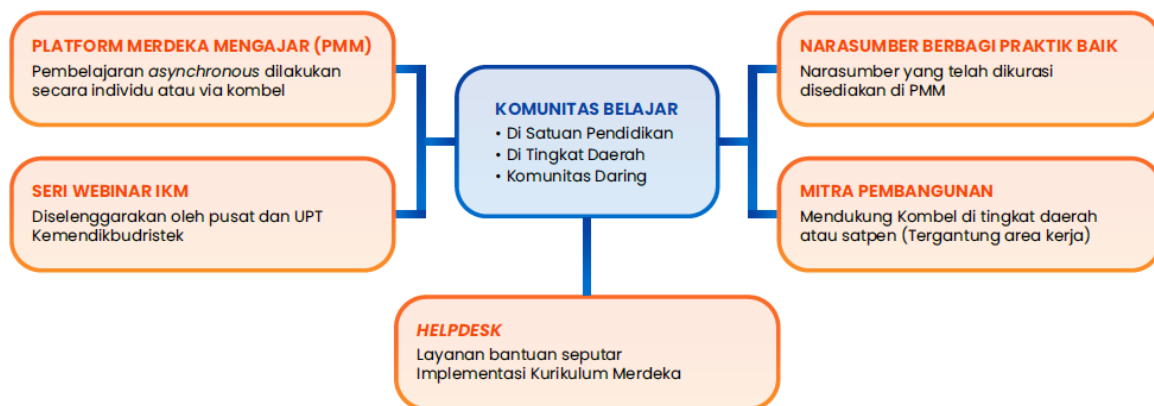 PLATFORM MERDEKA MENGAJAR (PMM)
Pembelajaran asynchronous dilakukan
secara individu atau via kombel
SERI WEBINAR IKM
Diselenggarakan oleh pusat dan UPT
Kemendikbudristek
KOMUNITAS BELAJAR
• Di Satuan Pendidikan
• Di Tingkat Daerah
• Komunitas Daring
NARASUMBER BERBAGI PRAKTIK BAIK
Narasumber yang telah dikurasi
disediakan di PMM
MITRA PEMBANGUNAN
Mendukung Kombel di tingkat daerah
atau satpen (Tergantung area kerja)
HELPDESK
Layanan bantuan seputar
Implementasi Kurikulum Merdeka